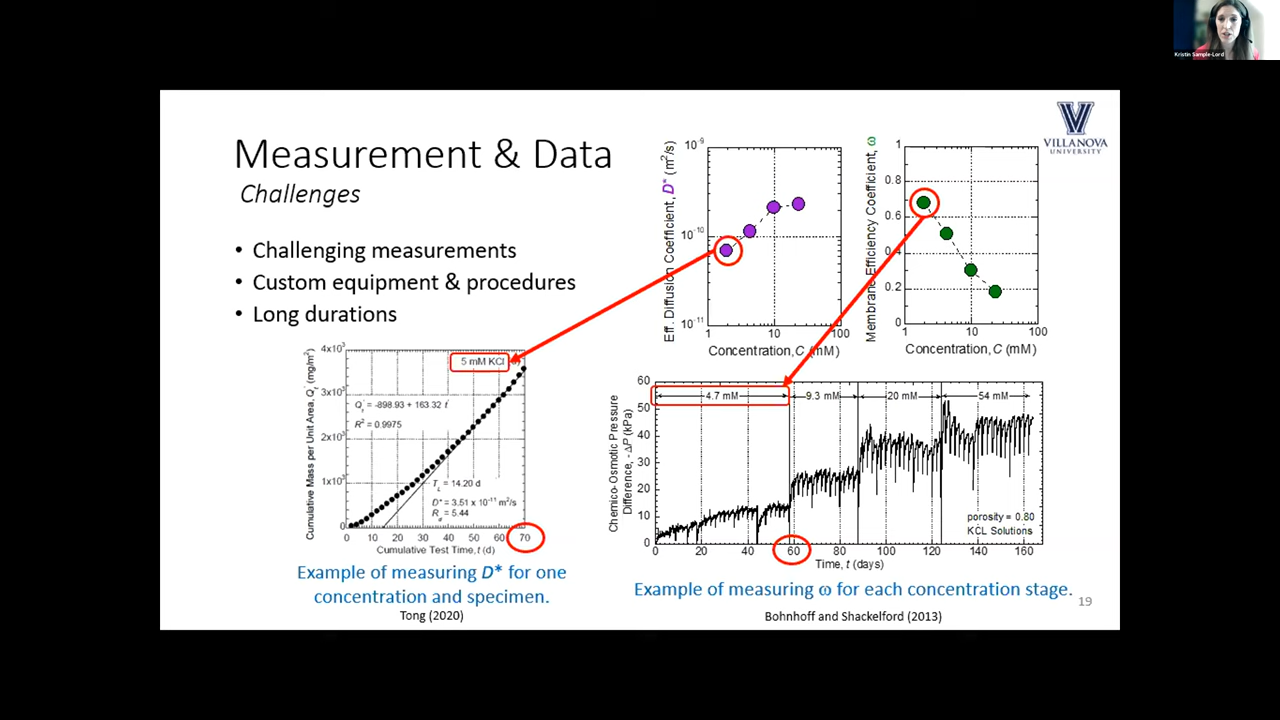 Kristin Sample-Lord
Measurement & Data
Challenges
VILLANOVA
UNIVERSITY
• Challenging measurements
• Custom equipment & procedures
• Long durations
Eff. Diffusion Coefficient, D* (m²/s)
10⁻⁹
10⁻¹⁰
10⁻¹¹
1 10 100
Concentration, C (mM)
Membrane Efficiency Coefficient, ω
1
0.8
0.6
0.4
0.2
0
1 10 100
Concentration, C (mM)
Cumulative Mass per Unit Area, Q't (mg/m²)
4x10³
3x10³
2x10³
1x10³
0
5 mM KCl
Q't = -898.93 + 163.32 t
R² = 0.9975
T_L = 14.20 d
D* = 3.51 x 10⁻¹¹ m²/s
R_d = 5.44
0 10 20 30 40 50 60 70
Cumulative Test Time, t (d)
Example of measuring D* for one
concentration and specimen.
Tong (2020)
Chemico-Osmotic Pressure
Difference, -ΔP (kPa)
60
50
40
30
20
10
0
4.7 mM 9.3 mM 20 mM 54 mM
porosity = 0.80
KCL Solutions
0 20 40 60 80 100 120 140 160
Time, t (days)
Example of measuring ω for each concentration stage.
Bohnhoff and Shackelford (2013)
19